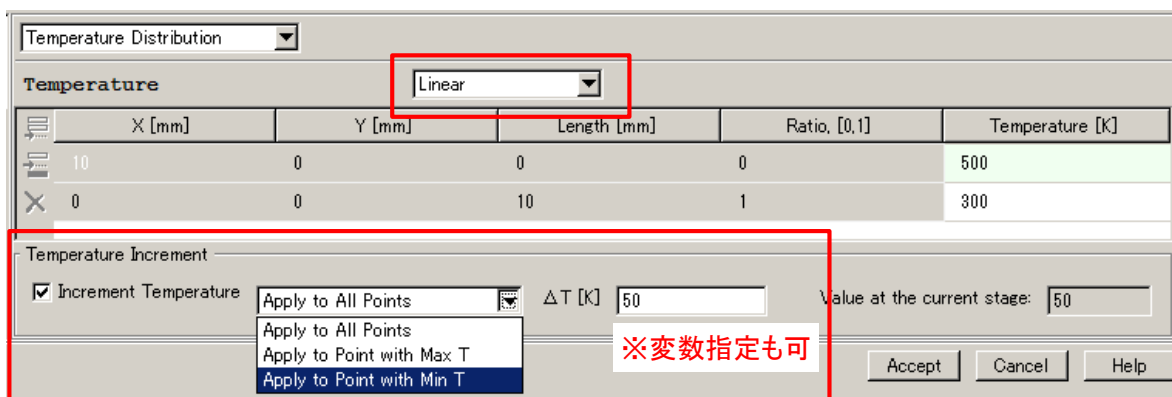 Temperature Distribution
Temperature Linear
X [mm] Y [mm] Length [mm] Ratio, [0,1] Temperature [K]
10 0 0 0 500
0 0 10 1 300
Temperature Increment
Increment Temperature Apply to All Points ΔT [K] 50 Value at the current stage: 50
Apply to All Points
Apply to Point with Max T
Apply to Point with Min T
※変数指定も可
Accept Cancel Help